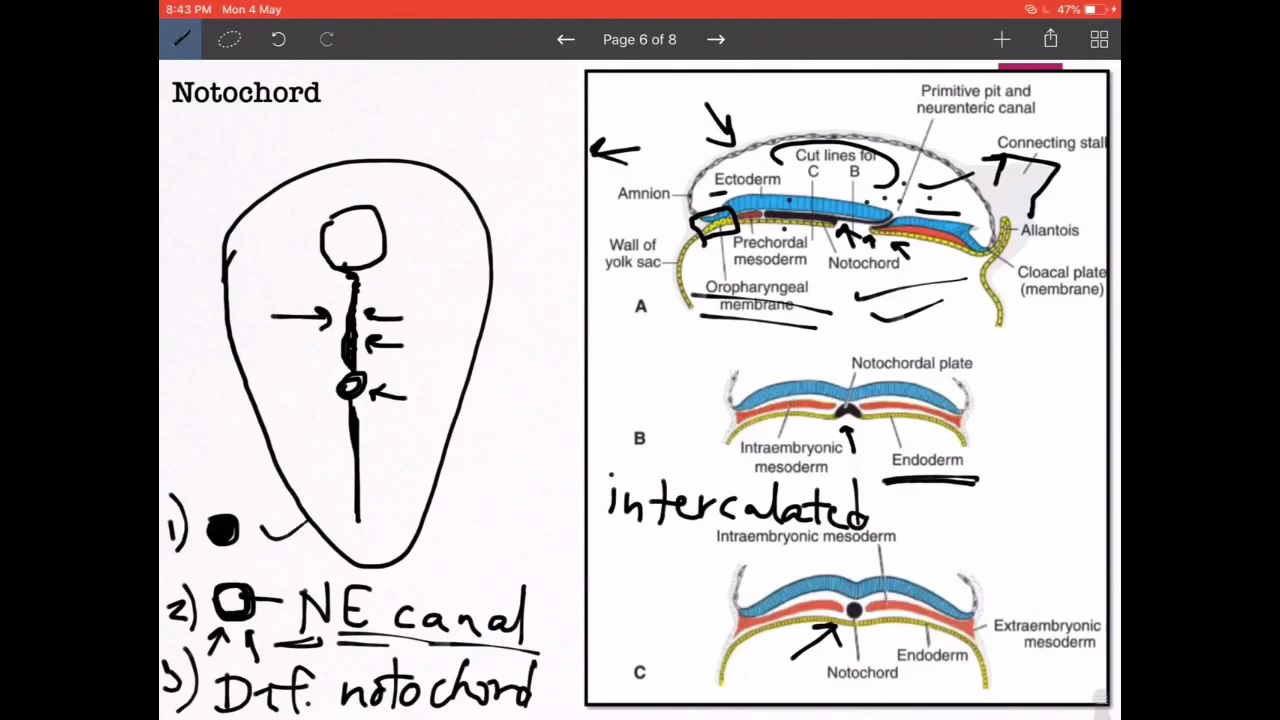 8:43 PM Mon 4 May
47%
Page 6 of 8
Notochord
1)
2) NE canal
3) Dif. notochord
Primitive pit and
neurenteric canal
Connecting stalk
Cut lines for
C B
Ectoderm
Amnion
Allantois
Wall of
yolk sac
Prechordal
mesoderm
Notochord
Cloacal plate
(membrane)
Oropharyngeal
membrane
A
Notochordal plate
B
Intraembryonic
mesoderm
Endoderm
intercalated
Intraembryonic mesoderm
Extraembryonic
mesoderm
Endoderm
Notochord
C